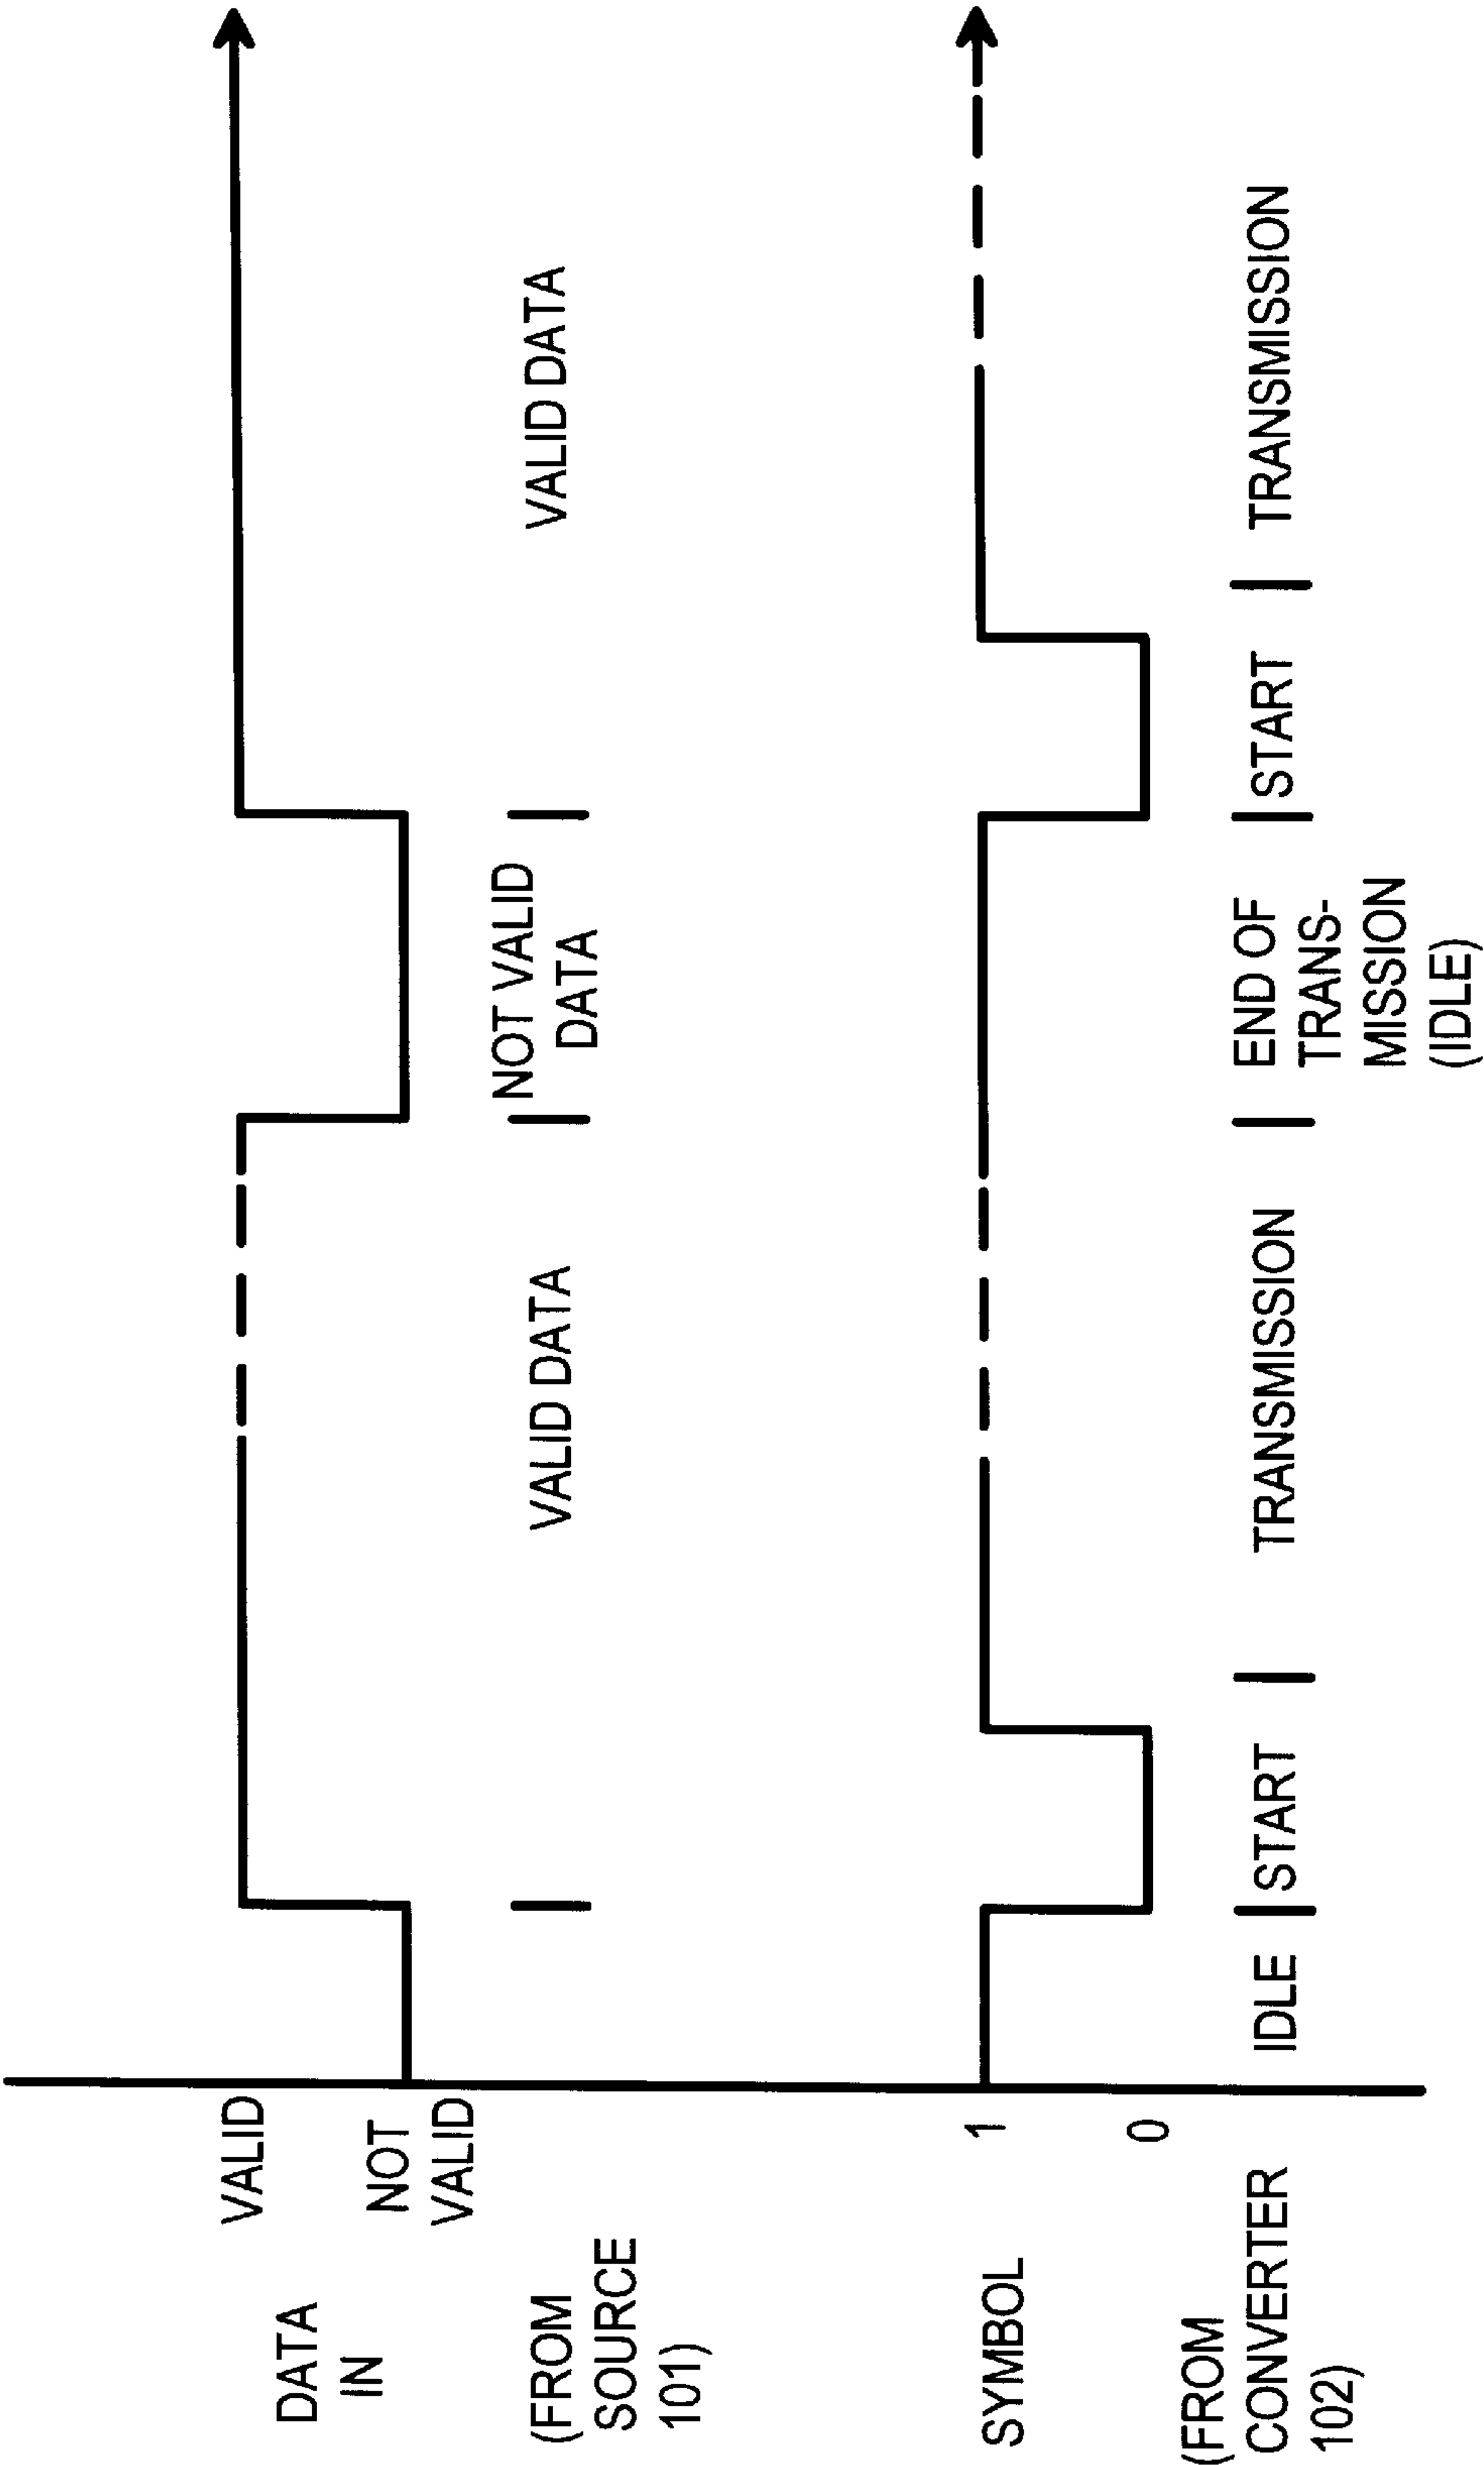 DATA
IN
VALID
NOT
VALID
(FROM
SOURCE
101)
VALID DATA
NOT VALID
DATA
VALID DATA
SYMBOL
1
0
(FROM
CONVERTER
102)
IDLE
START
TRANSMISSION
END OF
TRANS-
MISSION
(IDLE)
START
TRANSMISSION